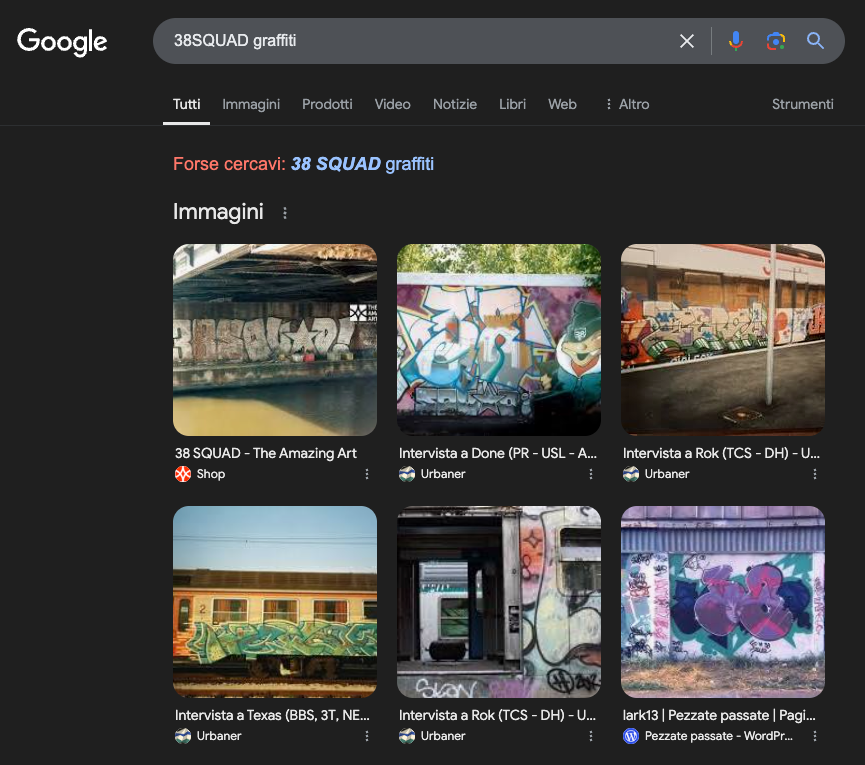 Google
38SQUAD graffiti
Tutti Immagini Prodotti Video Notizie Libri Web Altro Strumenti
Forse cercavi: 38 SQUAD graffiti
Immagini
38SQUAD!
38 SQUAD - The Amazing Art
Shop
Intervista a Done (PR - USL - A...
Urbaner
Intervista a Rok (TCS - DH) - U...
Urbaner
2
Intervista a Texas (BBS, 3T, NE...
Urbaner
Intervista a Rok (TCS - DH) - U...
Urbaner
lark13 | Pezzate passate | Pagi...
Pezzate passate - WordPr...